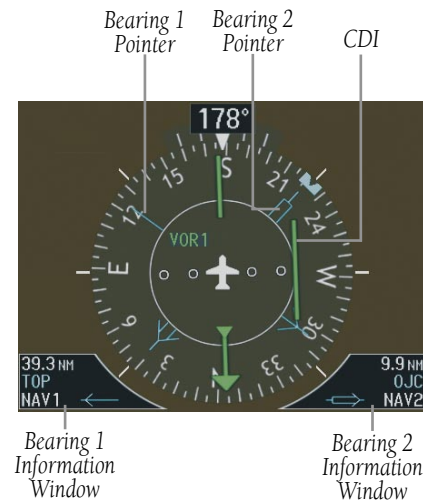 Bearing 1
Pointer
Bearing 2
Pointer
CDI
178°
S
15
21
12
24
VOR1
E
W
6
30
3
33
N
39.3 NM
TOP
NAV1
9.9 NM
OJC
NAV2
Bearing 1
Information
Window
Bearing 2
Information
Window